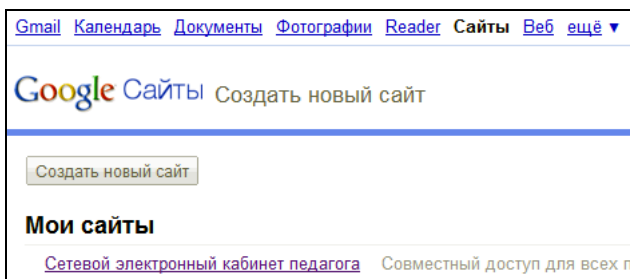 Gmail Календарь Документы Фотографии Reader Сайты Веб ещё ▼
Google Сайты Создать новый сайт
Создать новый сайт
Мои сайты
Сетевой электронный кабинет педагога Совместный доступ для всех